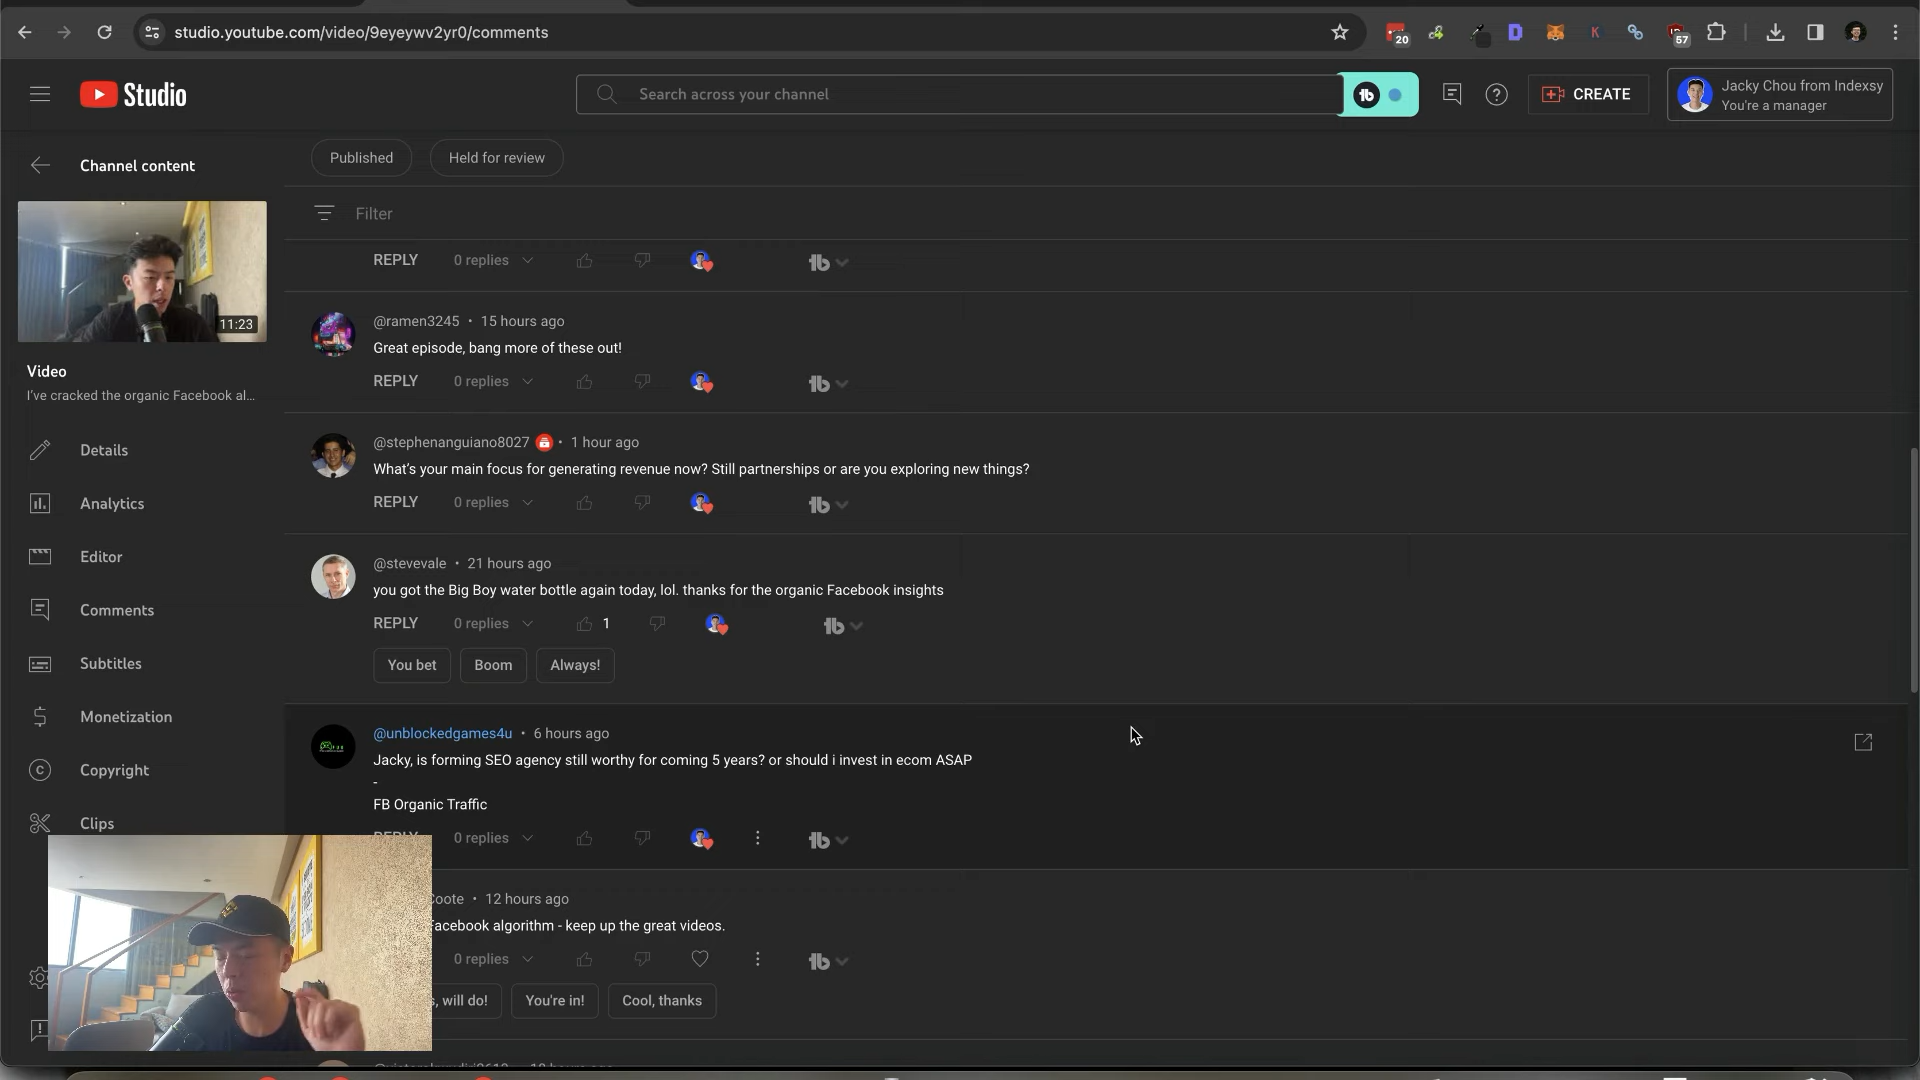 studio.youtube.com/video/9eyeywv2yr0/comments
20
D
K
57
Studio
Search across your channel
CREATE
Jacky Chou from Indexsy
You're a manager
Channel content
Published
Held for review
Filter
11:23
Video
I've cracked the organic Facebook al...
Details
Analytics
Editor
Comments
Subtitles
Monetization
Copyright
Clips
REPLY 0 replies
@ramen3245 • 15 hours ago
Great episode, bang more of these out!
REPLY 0 replies
@stephenanguiano8027 • 1 hour ago
What's your main focus for generating revenue now? Still partnerships or are you exploring new things?
REPLY 0 replies
@stevevale • 21 hours ago
you got the Big Boy water bottle again today, lol. thanks for the organic Facebook insights
REPLY 0 replies 1
You bet Boom Always!
@unblockedgames4u • 6 hours ago
Jacky, is forming SEO agency still worthy for coming 5 years? or should i invest in ecom ASAP
-
FB Organic Traffic
REPLY 0 replies
oote • 12 hours ago
Facebook algorithm - keep up the great videos.
0 replies
, will do! You're in! Cool, thanks